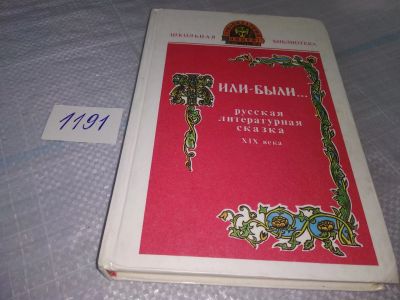 ШКОЛЬНАЯ БИБЛИОТЕКА
ЖИЛИ-БЫЛИ...
русская
литературная
сказка
XIX века
1191